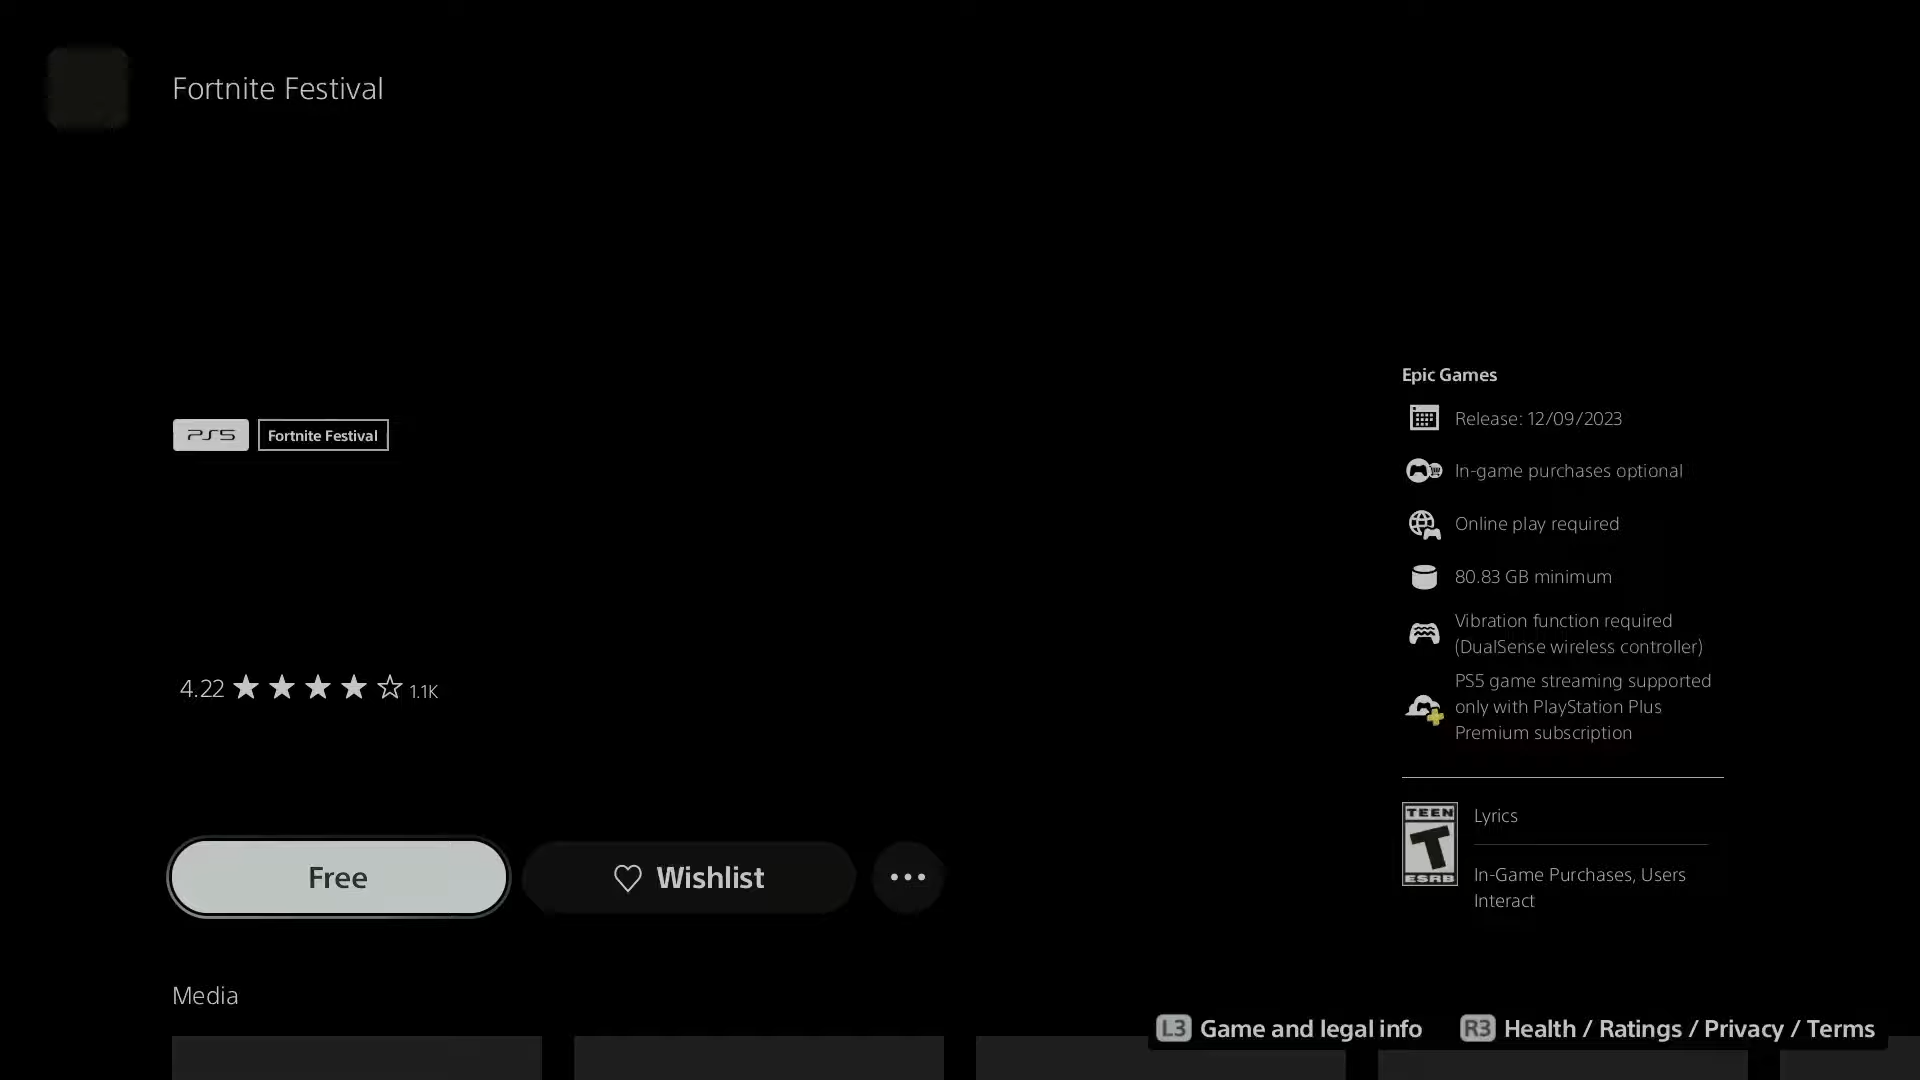 Fortnite Festival
PS5
Fortnite Festival
4.22
1.1K
Free
Wishlist
Media
Epic Games
Release: 12/09/2023
In-game purchases optional
Online play required
80.83 GB minimum
Vibration function required
(DualSense wireless controller)
PS5 game streaming supported
only with PlayStation Plus
Premium subscription
TEEN
T
ESRB
Lyrics
In-Game Purchases, Users
Interact
L3 Game and legal info
R3 Health / Ratings / Privacy / Terms